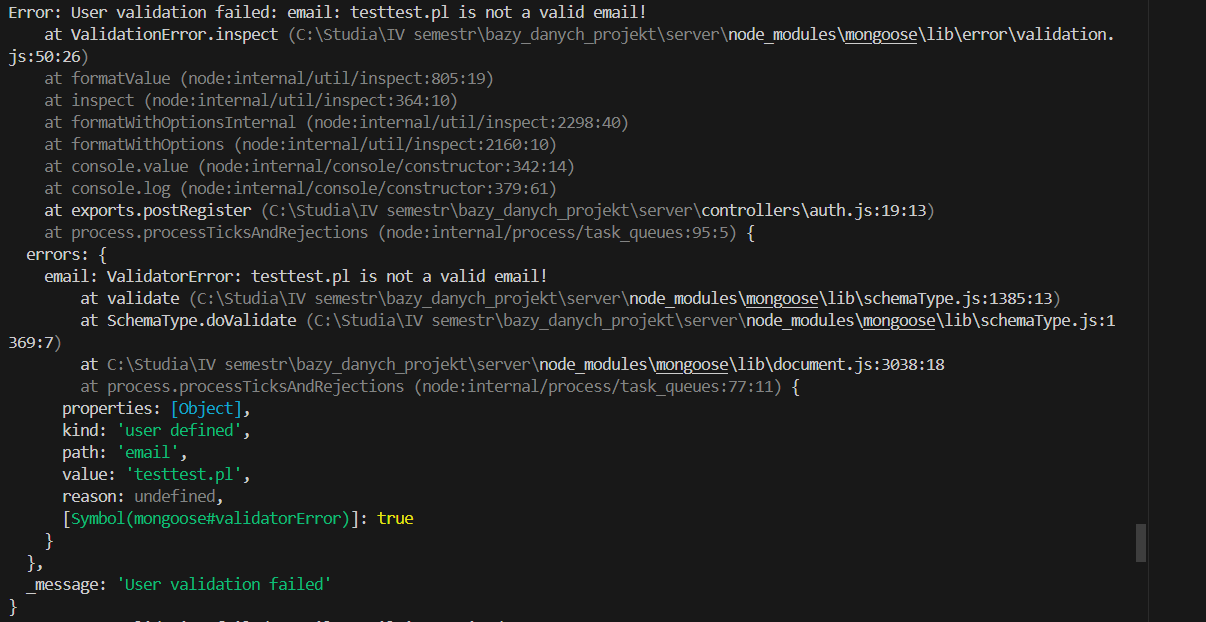 Error: User validation failed: email: testtest.pl is not a valid email!
    at ValidationError.inspect (C:\Studia\IV semestr\bazy_danych_projekt\server\node_modules\mongoose\lib\error\validation.
js:50:26)
    at formatValue (node:internal/util/inspect:805:19)
    at inspect (node:internal/util/inspect:364:10)
    at formatWithOptionsInternal (node:internal/util/inspect:2298:40)
    at formatWithOptions (node:internal/util/inspect:2160:10)
    at console.value (node:internal/console/constructor:342:14)
    at console.log (node:internal/console/constructor:379:61)
    at exports.postRegister (C:\Studia\IV semestr\bazy_danych_projekt\server\controllers\auth.js:19:13)
    at process.processTicksAndRejections (node:internal/process/task_queues:95:5) {
  errors: {
    email: ValidatorError: testtest.pl is not a valid email!
        at validate (C:\Studia\IV semestr\bazy_danych_projekt\server\node_modules\mongoose\lib\schemaType.js:1385:13)
        at SchemaType.doValidate (C:\Studia\IV semestr\bazy_danych_projekt\server\node_modules\mongoose\lib\schemaType.js:1
369:7)
        at C:\Studia\IV semestr\bazy_danych_projekt\server\node_modules\mongoose\lib\document.js:3038:18
        at process.processTicksAndRejections (node:internal/process/task_queues:77:11) {
      properties: [Object],
      kind: 'user defined',
      path: 'email',
      value: 'testtest.pl',
      reason: undefined,
      [Symbol(mongoose#validatorError)]: true
    }
  },
  _message: 'User validation failed'
}